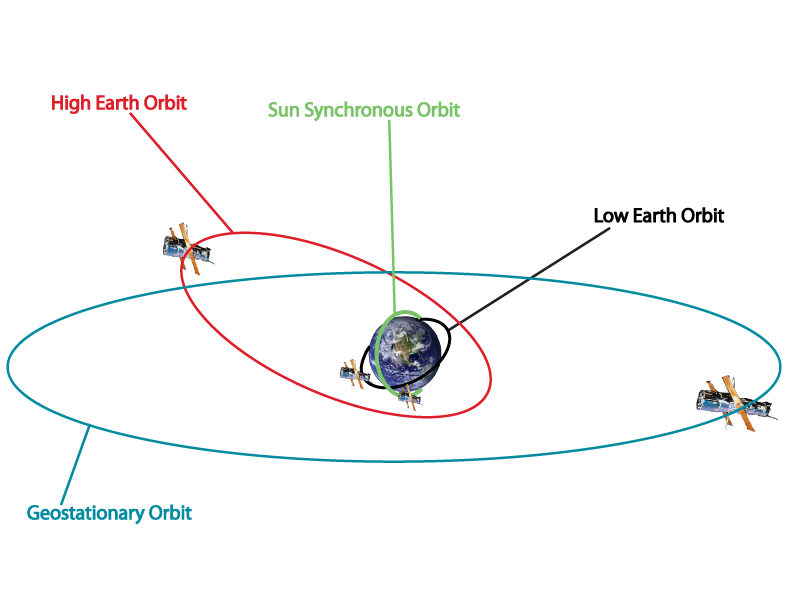 High Earth Orbit
Sun Synchronous Orbit
Low Earth Orbit
Geostationary Orbit